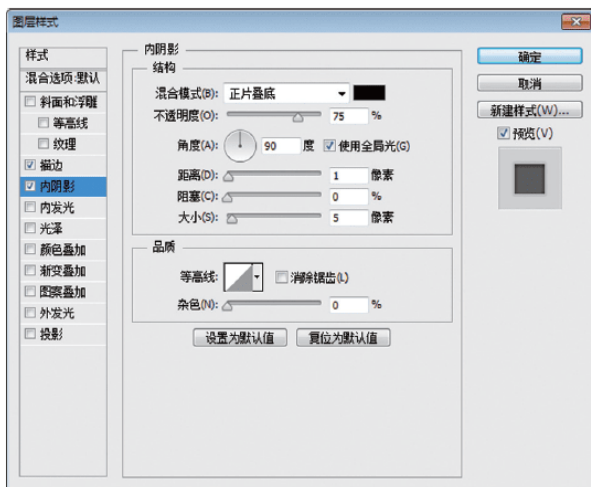 图层样式
样式
混合选项:默认
斜面和浮雕
等高线
纹理
描边
内阴影
内发光
光泽
颜色叠加
渐变叠加
图案叠加
外发光
投影
内阴影
结构
混合模式(B): 正片叠底
不透明度(O): 75 %
角度(A): 90 度 使用全局光(G)
距离(D): 1 像素
阻塞(C): 0 %
大小(S): 5 像素
品质
等高线: 消除锯齿(L)
杂色(N): 0 %
设置为默认值 复位为默认值
确定
取消
新建样式(W)...
预览(V)